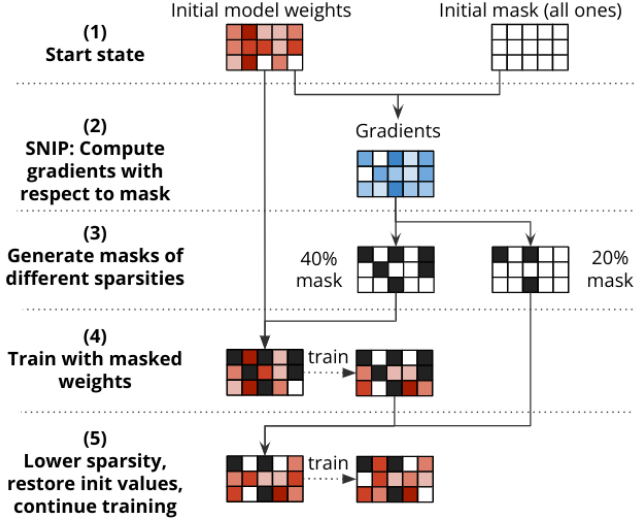 Initial model weights
Initial mask (all ones)
(1)
Start state
(2)
SNIP: Compute
gradients with
respect to mask
Gradients
(3)
Generate masks of
different sparsities
40%
mask
20%
mask
(4)
Train with masked
weights
train
(5)
Lower sparsity,
restore init values,
continue training
train